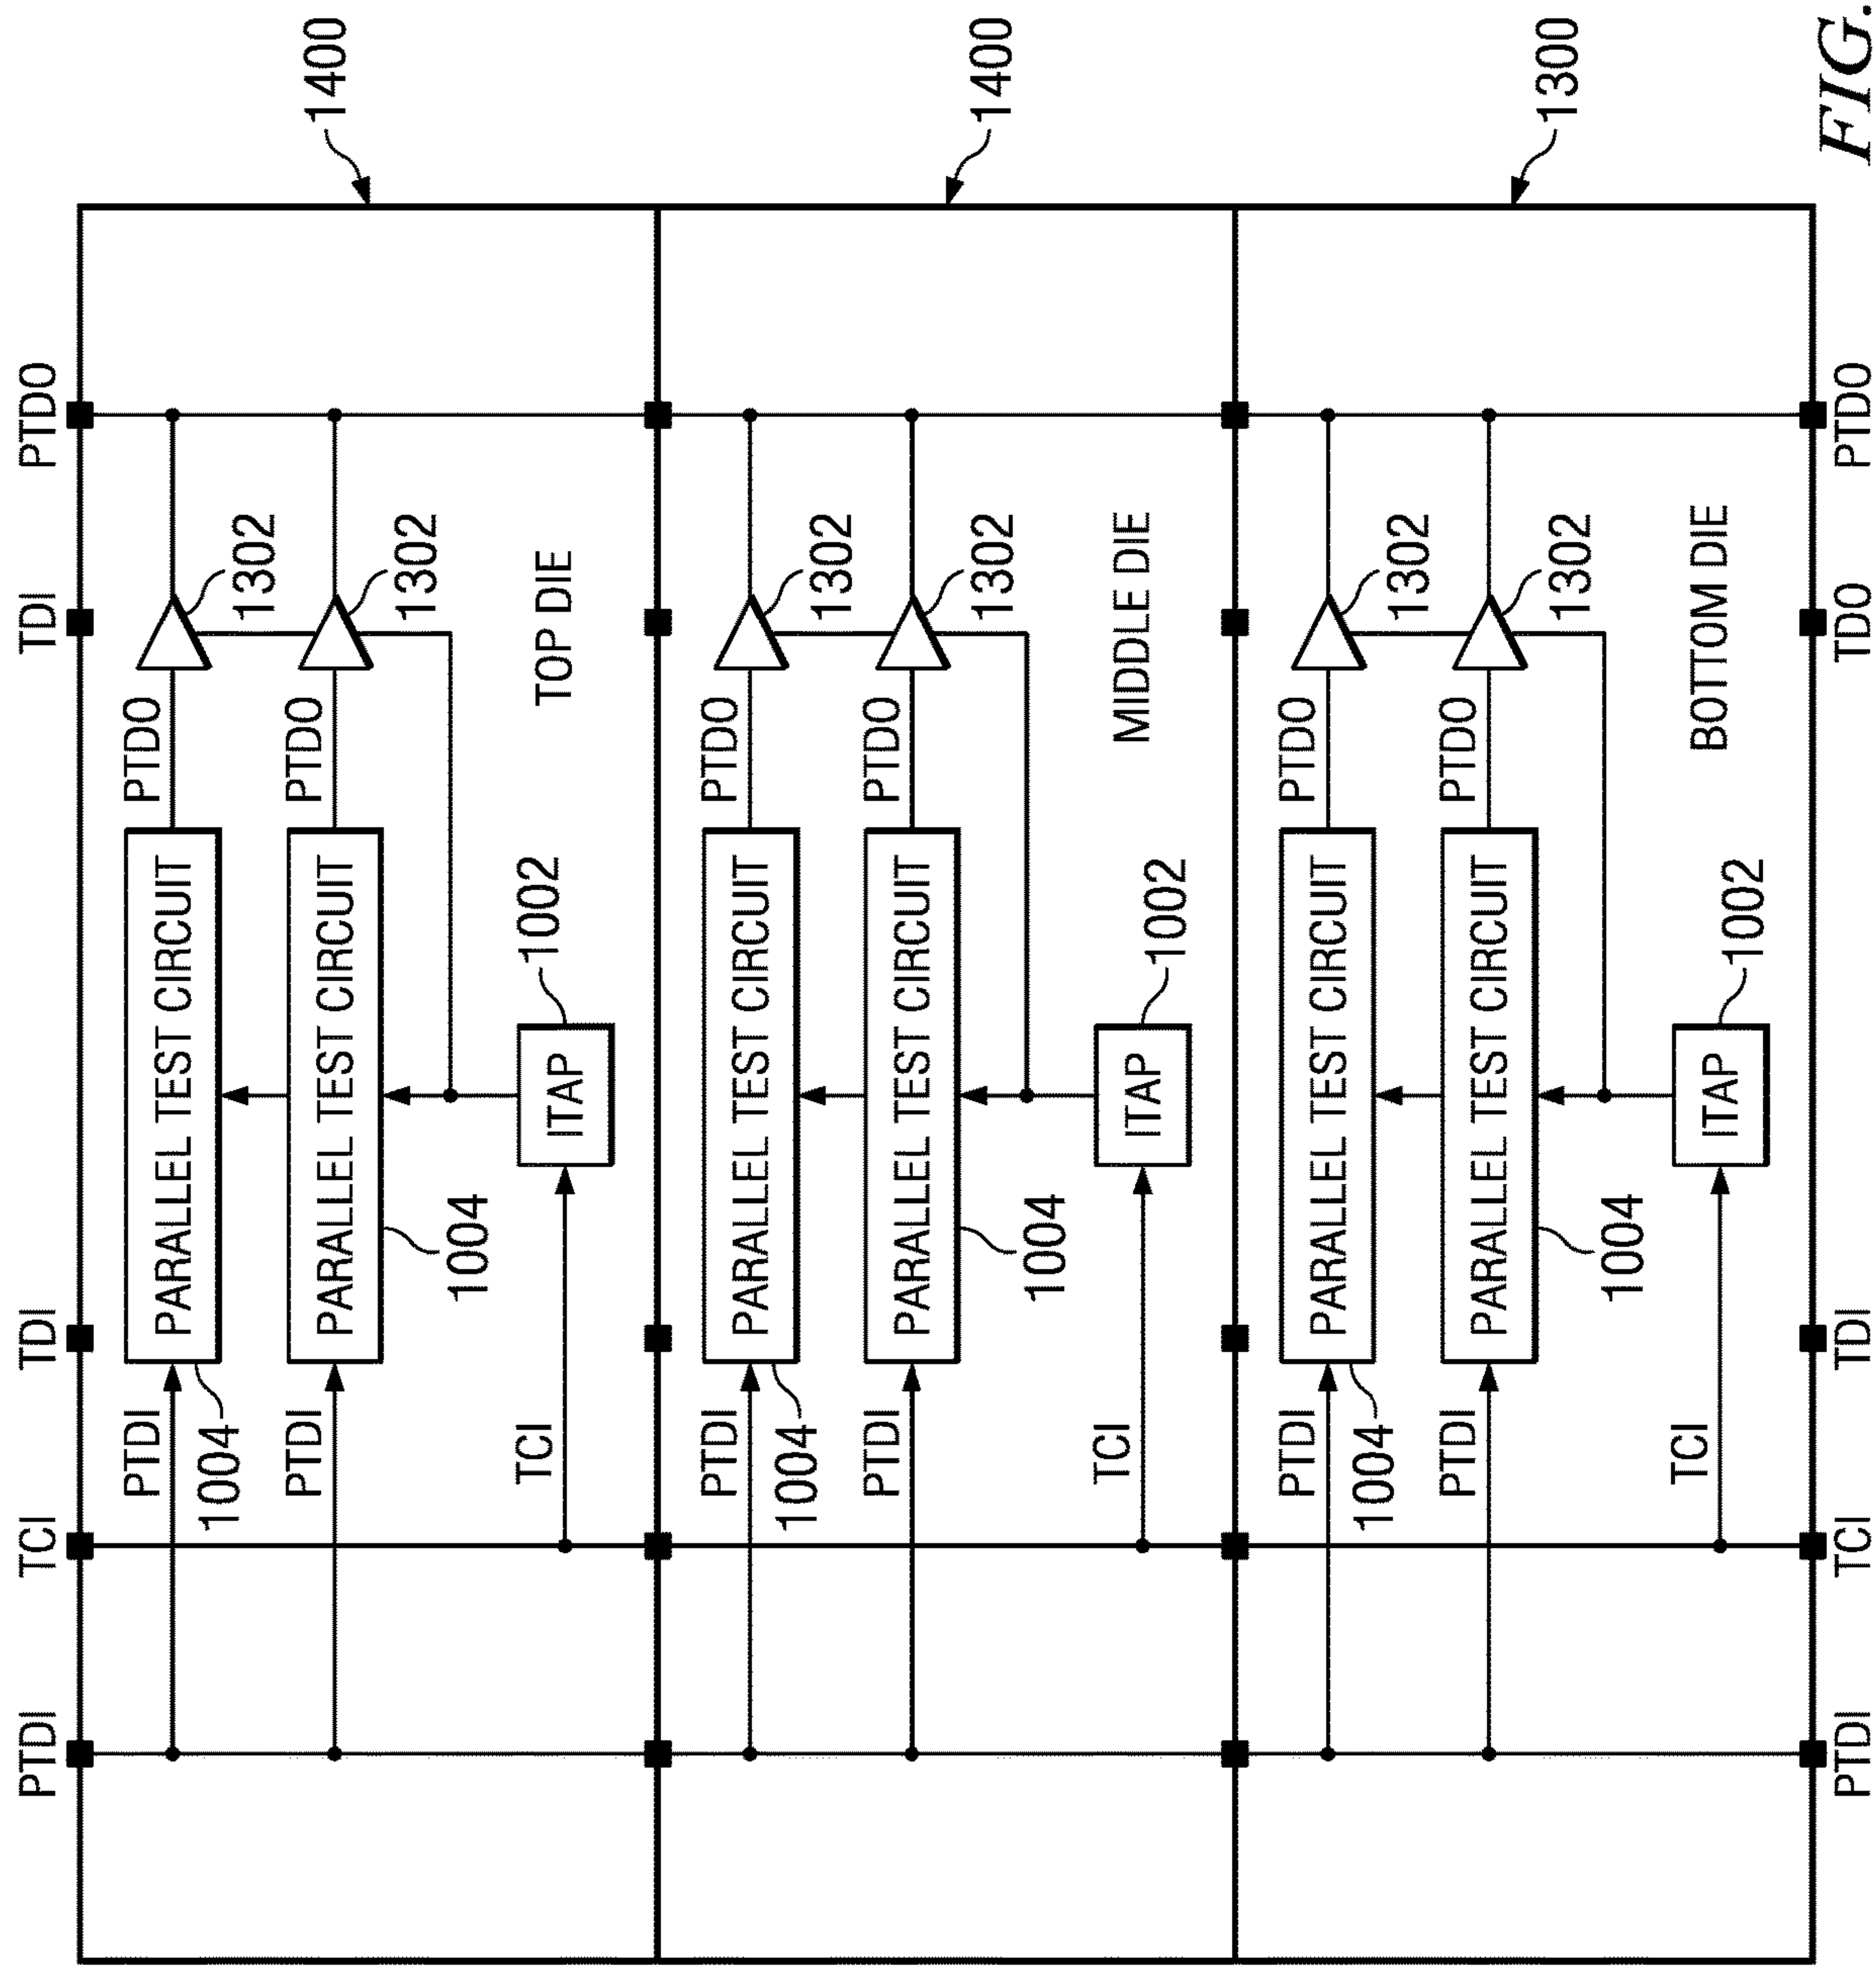 PTDI
TCI
TDI
TDI
PTDO
PTDI
1004
PARALLEL TEST CIRCUIT
PTDO
1302
1400
PTDI
PARALLEL TEST CIRCUIT
PTDO
1302
1004
TCI
ITAP
1002
TOP DIE
PTDI
1004
PARALLEL TEST CIRCUIT
PTDO
1302
1400
PTDI
PARALLEL TEST CIRCUIT
PTDO
1302
1004
TCI
ITAP
1002
MIDDLE DIE
PTDI
1004
PARALLEL TEST CIRCUIT
PTDO
1302
1300
PTDI
PARALLEL TEST CIRCUIT
PTDO
1302
1004
TCI
ITAP
1002
BOTTOM DIE
PTDI
TCI
TDI
TDO
PTDO
FIG.